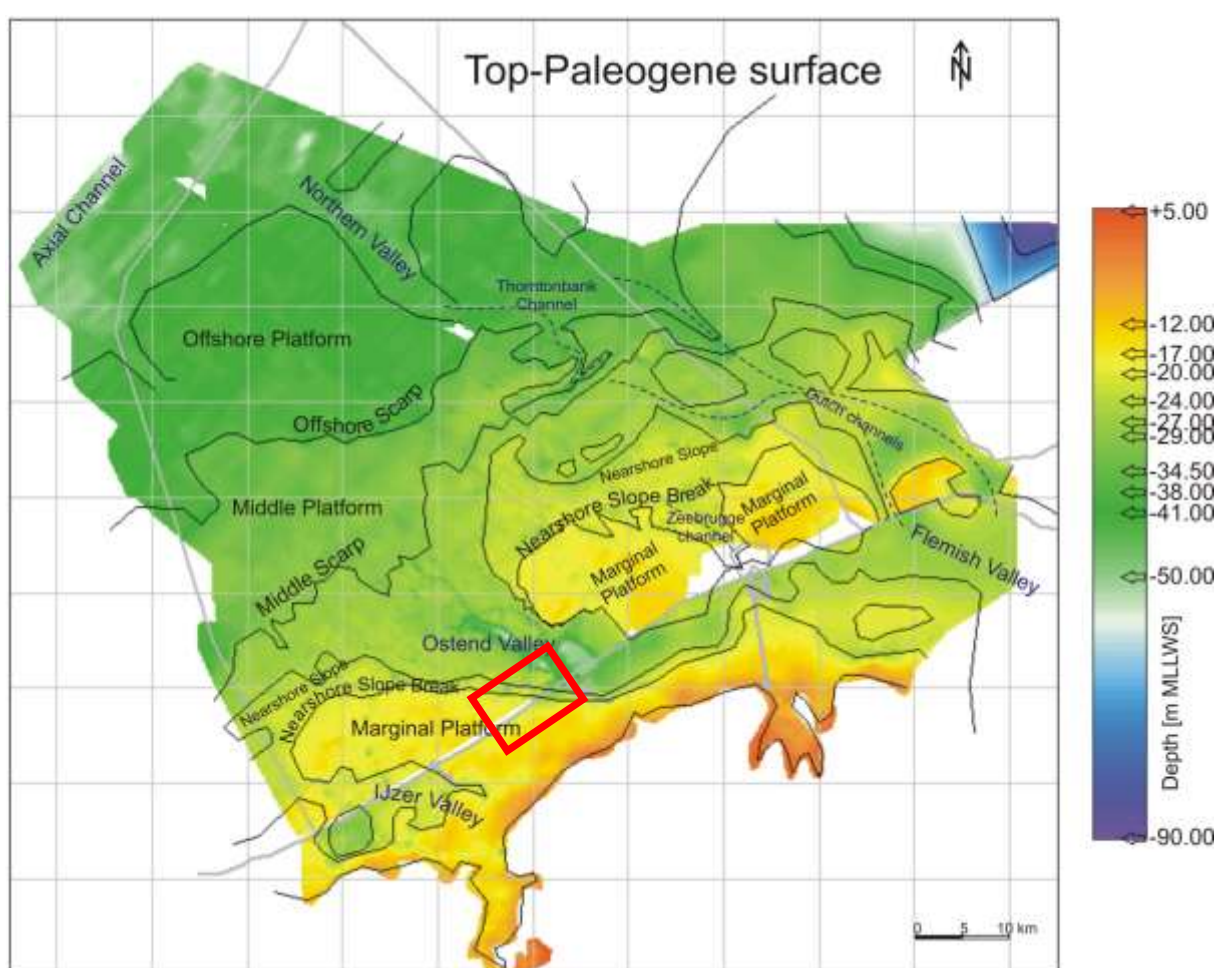 Top-Paleogene surface
N
Axial Channel
Northern Valley
Thorntonbank
Channel
Offshore Platform
Offshore Scarp
Dutch channels
Nearshore Slope
Middle Platform
Nearshore Slope Break
Marginal
Platform
Zeebrugge
channel
Middle Scarp
Marginal
Platform
Flemish Valley
Ostend Valley
Nearshore Slope
Nearshore Slope Break
Marginal Platform
IJzer Valley
+5.00
-12.00
-17.00
-20.00
-24.00
-27.00
-29.00
-34.50
-38.00
-41.00
-50.00
-90.00
Depth [m MLLWS]
0 5 10 km